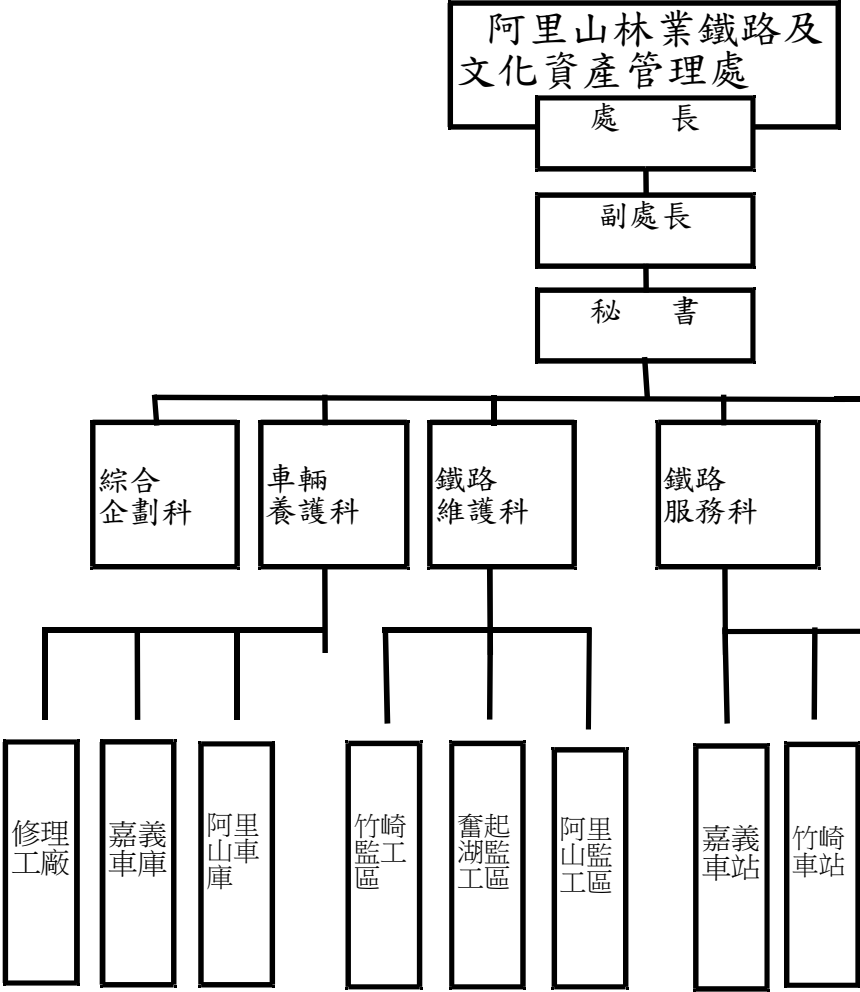 阿里山林業鐵路及
文化資產管理處
處 長
副處長
秘 書
綜合
企劃科
車輛
養護科
鐵路
維護科
鐵路
服務科
修理
工廠
嘉義
車庫
阿里
山車
庫
竹崎
監工
區
奮起
湖監
工區
阿里
山監
工區
嘉義
車站
竹崎
車站